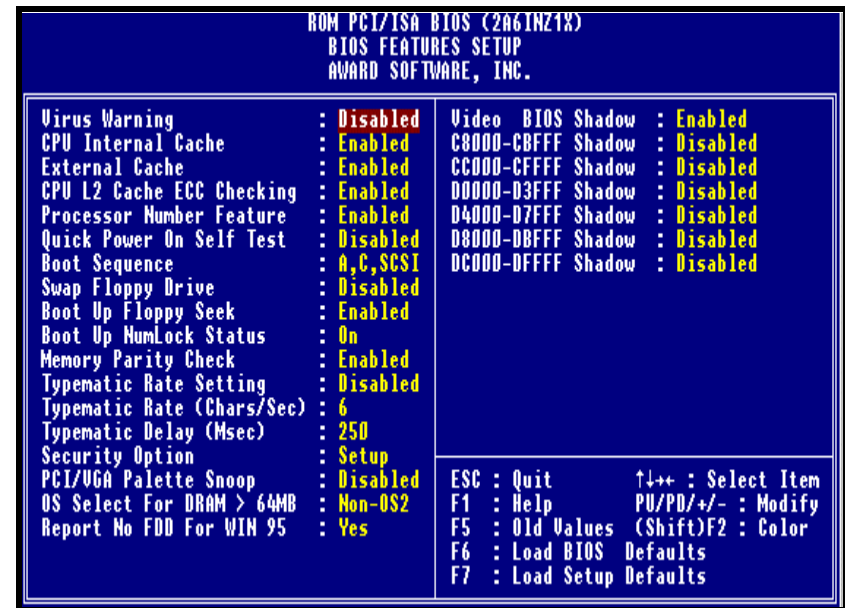 ROM PCI/ISA BIOS (2A6INZ1X)
BIOS FEATURES SETUP
AWARD SOFTWARE, INC.
Virus Warning : Disabled
CPU Internal Cache : Enabled
External Cache : Enabled
CPU L2 Cache ECC Checking : Enabled
Processor Number Feature : Enabled
Quick Power On Self Test : Disabled
Boot Sequence : A,C,SCSI
Swap Floppy Drive : Disabled
Boot Up Floppy Seek : Enabled
Boot Up NumLock Status : On
Memory Parity Check : Enabled
Typematic Rate Setting : Disabled
Typematic Rate (Chars/Sec) : 6
Typematic Delay (Msec) : 250
Security Option : Setup
PCI/VGA Palette Snoop : Disabled
OS Select For DRAM > 64MB : Non-OS2
Report No FDD For WIN 95 : Yes
Video BIOS Shadow : Enabled
C8000-CBFFF Shadow : Disabled
CC000-CFFFF Shadow : Disabled
D0000-D3FFF Shadow : Disabled
D4000-D7FFF Shadow : Disabled
D8000-DBFFF Shadow : Disabled
DC000-DFFFF Shadow : Disabled
ESC : Quit ↑↓→← : Select Item
F1 : Help PU/PD/+/- : Modify
F5 : Old Values (Shift)F2 : Color
F6 : Load BIOS Defaults
F7 : Load Setup Defaults